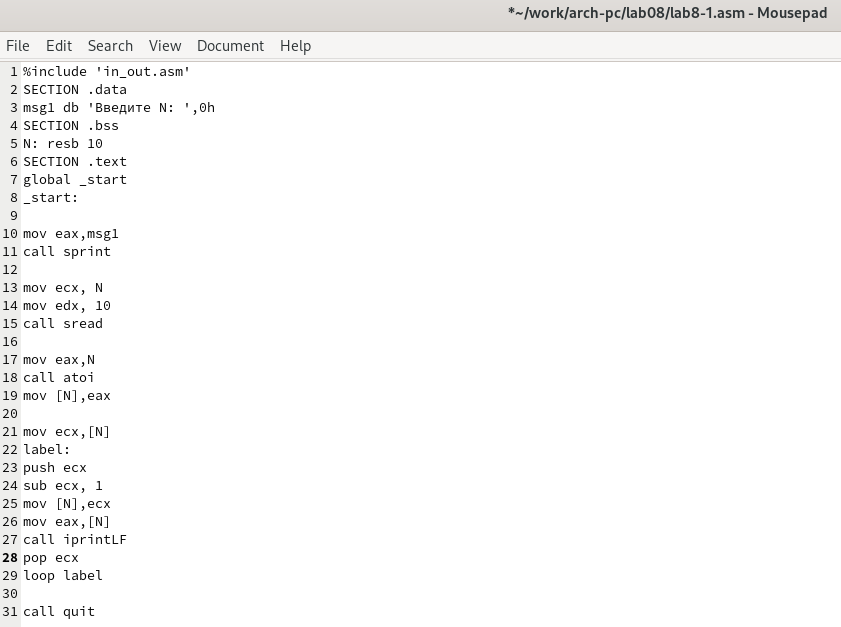 *~/work/arch-pc/lab08/lab8-1.asm - Mousepad
File Edit Search View Document Help
1 %include 'in_out.asm'
2 SECTION .data
3 msg1 db 'Введите N: ',0h
4 SECTION .bss
5 N: resb 10
6 SECTION .text
7 global _start
8 _start:
9
10 mov eax,msg1
11 call sprint
12
13 mov ecx, N
14 mov edx, 10
15 call sread
16
17 mov eax,N
18 call atoi
19 mov [N],eax
20
21 mov ecx,[N]
22 label:
23 push ecx
24 sub ecx, 1
25 mov [N],ecx
26 mov eax,[N]
27 call iprintLF
28 pop ecx
29 loop label
30
31 call quit